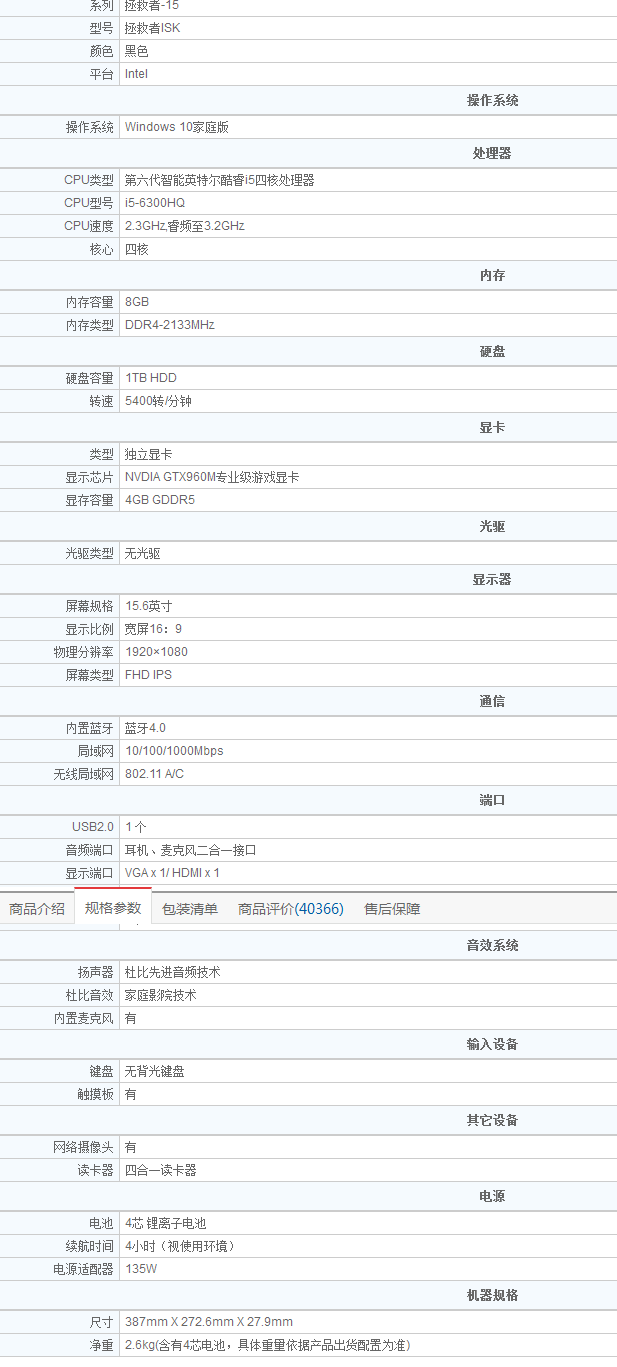 系列 拯救者-15
型号 拯救者ISK
颜色 黑色
平台 Intel
操作系统
操作系统 Windows 10家庭版
处理器
CPU类型 第六代智能英特尔酷睿i5四核处理器
CPU型号 i5-6300HQ
CPU速度 2.3GHz,睿频至3.2GHz
核心 四核
内存
内存容量 8GB
内存类型 DDR4-2133MHz
硬盘
硬盘容量 1TB HDD
转速 5400转/分钟
显卡
类型 独立显卡
显示芯片 NVDIA GTX960M专业级游戏显卡
显存容量 4GB GDDR5
光驱
光驱类型 无光驱
显示器
屏幕规格 15.6英寸
显示比例 宽屏16：9
物理分辨率 1920×1080
屏幕类型 FHD IPS
通信
内置蓝牙 蓝牙4.0
局域网 10/100/1000Mbps
无线局域网 802.11 A/C
端口
USB2.0 1 个
音频端口 耳机、麦克风二合一接口
显示端口 VGA x 1/ HDMI x 1
商品介绍 规格参数 包装清单 商品评价(40366) 售后保障
音效系统
扬声器 杜比先进音频技术
杜比音效 家庭影院技术
内置麦克风 有
输入设备
键盘 无背光键盘
触摸板 有
其它设备
网络摄像头 有
读卡器 四合一读卡器
电源
电池 4芯 锂离子电池
续航时间 4小时（视使用环境）
电源适配器 135W
机器规格
尺寸 387mm X 272.6mm X 27.9mm
净重 2.6kg(含有4芯电池，具体重量依据产品出货配置为准)